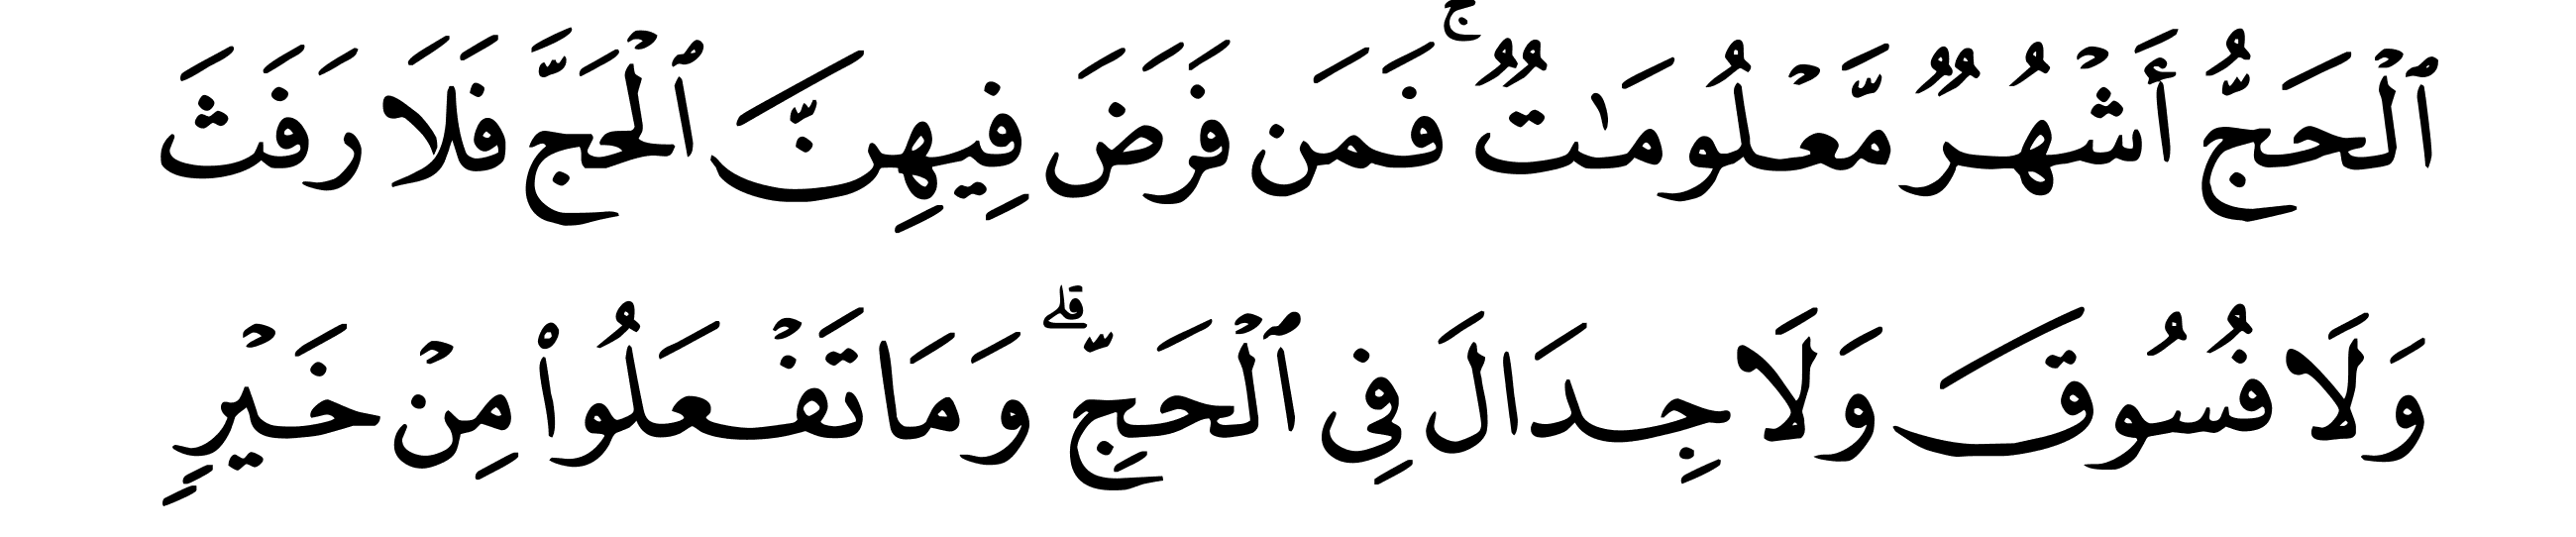 ٱلۡحَجُّ أَشۡهُرٌ مَّعۡلُومَٰتٌۚ فَمَن فَرَضَ فِيهِنَّ ٱلۡحَجَّ فَلَا رَفَثَ
وَلَا فُسُوقَ وَلَا جِدَالَ فِي ٱلۡحَجِّۗ وَمَا تَفۡعَلُواْ مِنۡ خَيۡرٖ